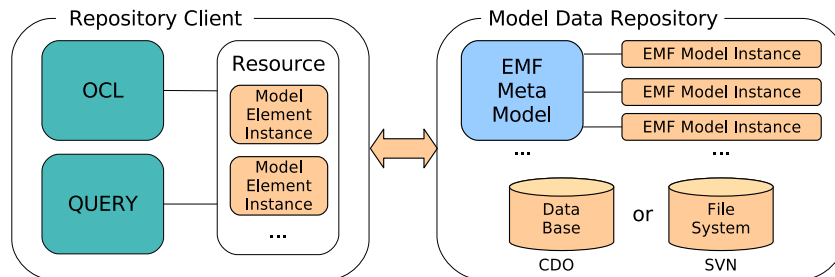 Repository Client
OCL
QUERY
Resource
Model
Element
Instance
Model
Element
Instance
...
Model Data Repository
EMF
Meta
Model
...
EMF Model Instance
EMF Model Instance
EMF Model Instance
...
Data
Base
CDO
or
File
System
SVN